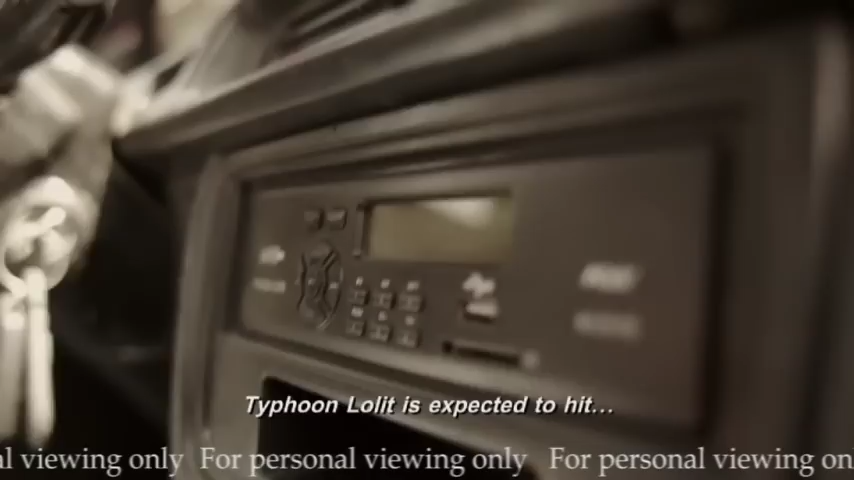 Typhoon Lolit is expected to hit...
al viewing only For personal viewing only For personal viewing on